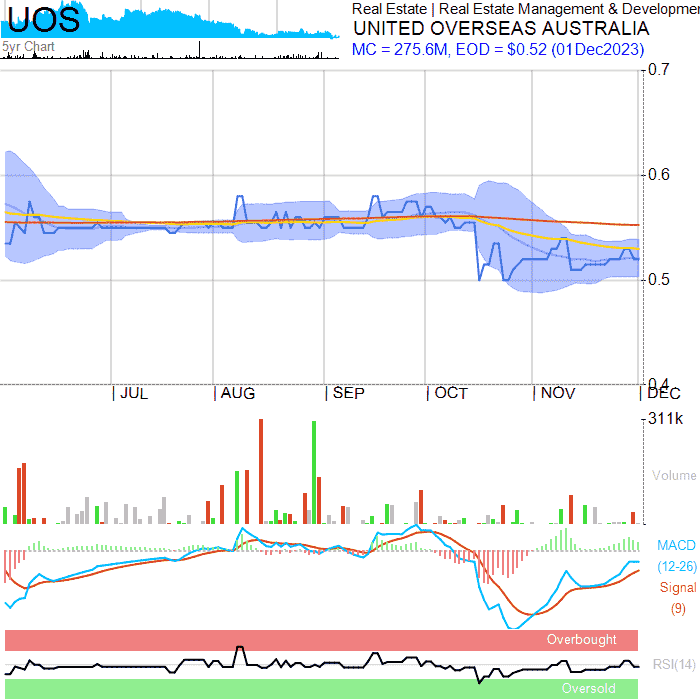 UOS
5yr Chart
Real Estate | Real Estate Management & Developmen
UNITED OVERSEAS AUSTRALIA
MC = 275.6M, EOD = $0.52 (01Dec2023)
0.7
0.6
0.5
0.4
JUL AUG SEP OCT NOV DEC
311k
Volume
MACD
(12-26)
Signal
(9)
Overbought
RSI(14)
Oversold